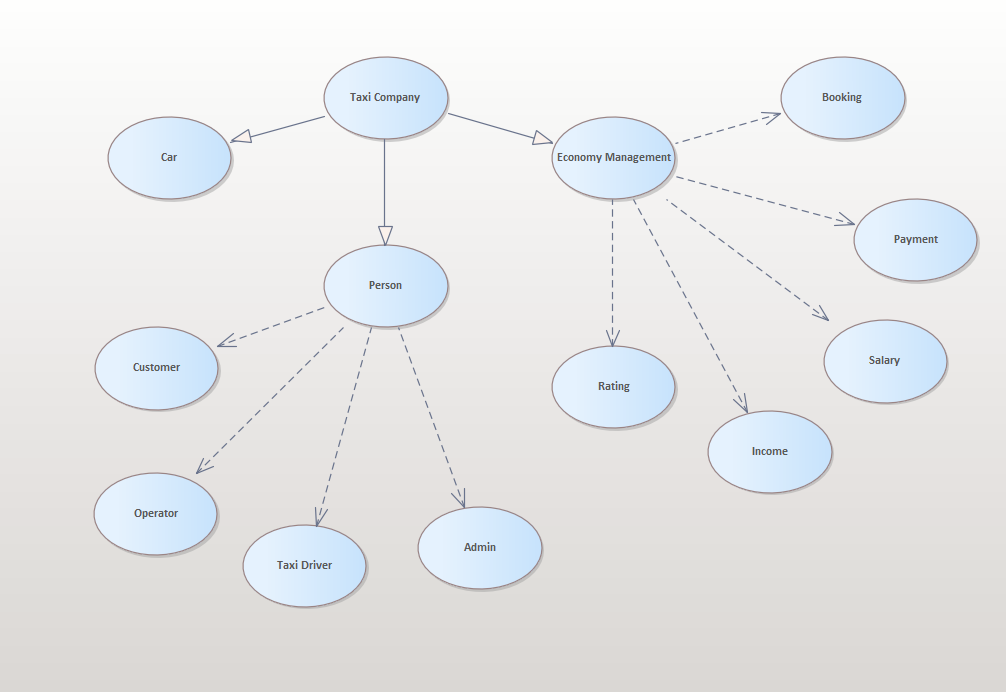 Taxi Company
Booking
Car
Economy Management
Payment
Person
Customer
Salary
Rating
Income
Operator
Taxi Driver
Admin